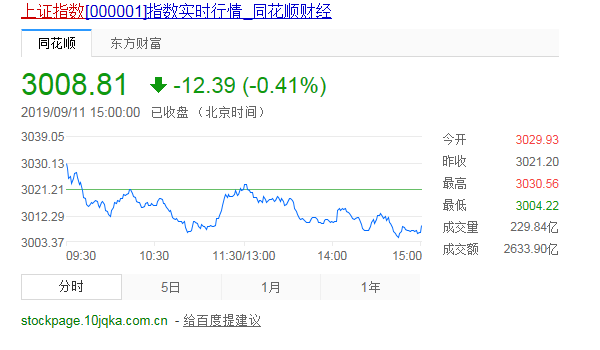 上证指数[000001]指数实时行情_同花顺财经
同花顺 东方财富
3008.81 -12.39 (-0.41%)
2019/09/11 15:00:00 已收盘 （北京时间）
3039.05
3030.13
3021.21
3012.29
3003.37
09:30 10:30 11:30/13:00 14:00 15:00
今开 3029.93
昨收 3021.20
最高 3030.56
最低 3004.22
成交量 229.84亿
成交额 2633.90亿
分时 5日 1月 1年
stockpage.10jqka.com.cn - 给百度提建议